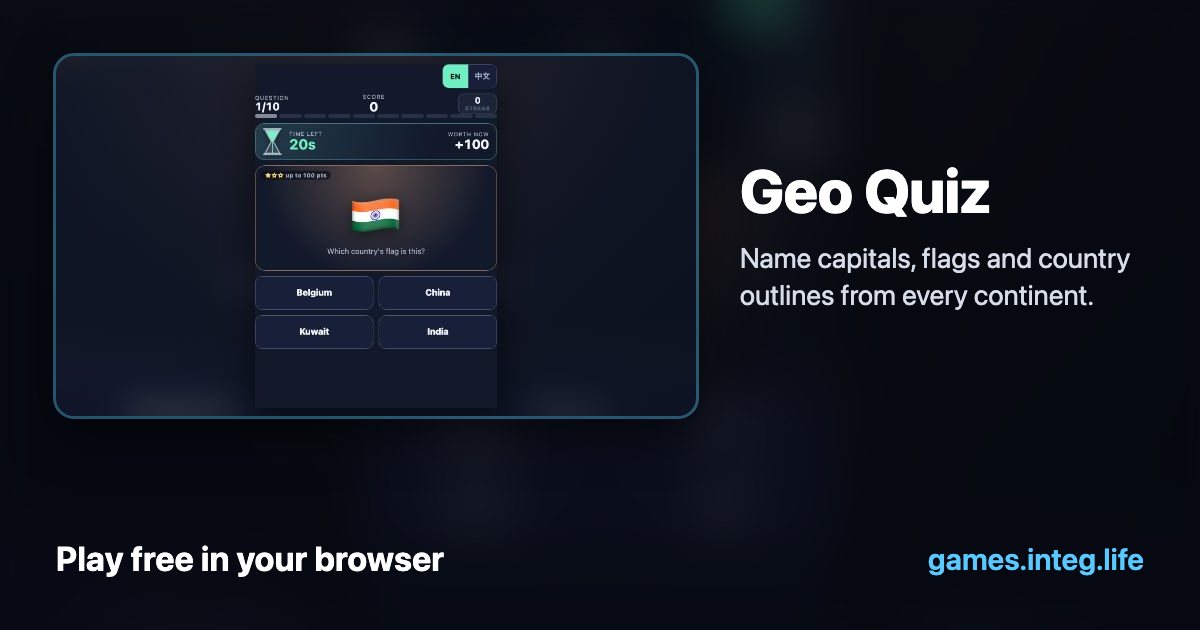 EN 中文
QUESTION
1/10
SCORE
0
0
STREAK
TIME LEFT
20s
WORTH NOW
+100
★☆☆ up to 100 pts
Which country's flag is this?
Belgium
China
Kuwait
India
Geo Quiz
Name capitals, flags and country
outlines from every continent.
Play free in your browser
games.integ.life